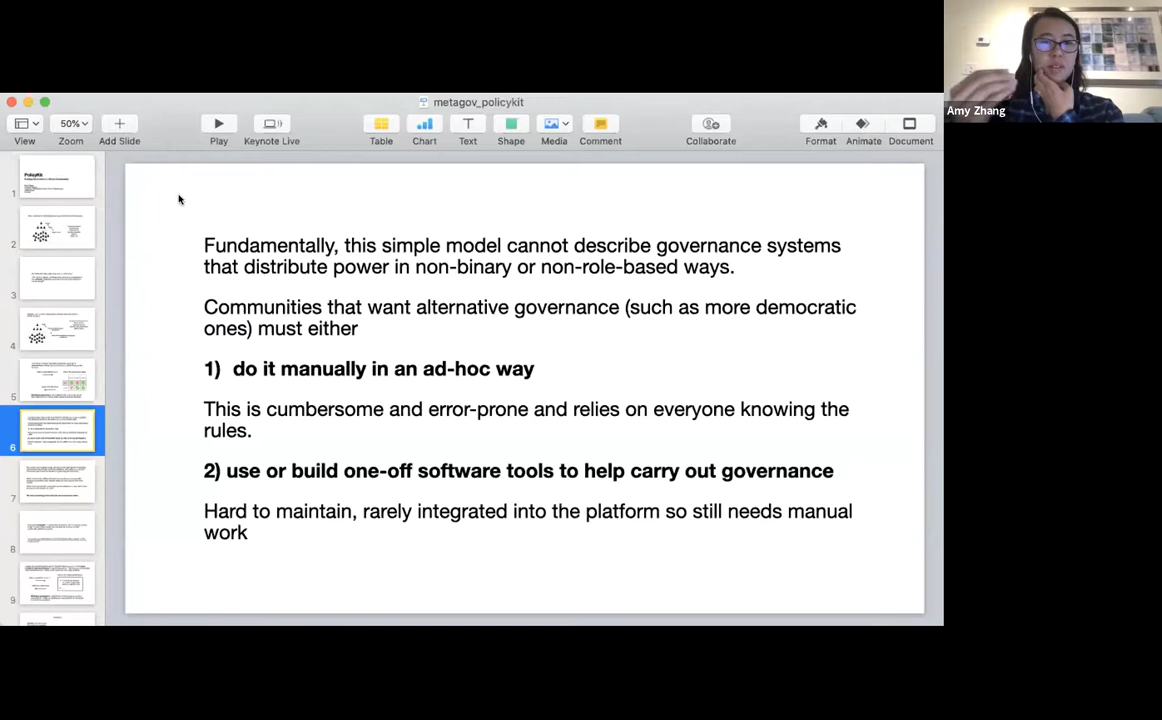 metagov_policykit
50%
View
Zoom
Add Slide
Play
Keynote Live
Table
Chart
Text
Shape
Media
Comment
Collaborate
Format
Animate
Document
Amy Zhang
PolicyKit
1
2
3
4
5
6
7
8
9
Fundamentally, this simple model cannot describe governance systems
that distribute power in non-binary or non-role-based ways.
Communities that want alternative governance (such as more democratic
ones) must either
1) do it manually in an ad-hoc way
This is cumbersome and error-prone and relies on everyone knowing the
rules.
2) use or build one-off software tools to help carry out governance
Hard to maintain, rarely integrated into the platform so still needs manual
work